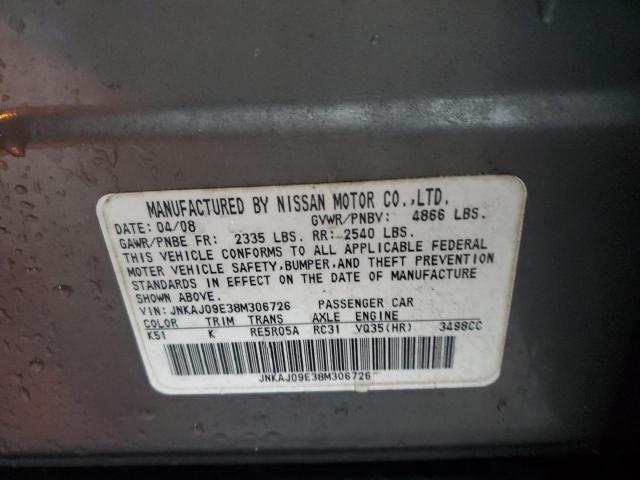 MANUFACTURED BY NISSAN MOTOR CO.,LTD.
DATE: 04/08 GVWR/PNBV: 4866 LBS.
GAWR/PNBE FR: 2335 LBS. RR: 2540 LBS.
THIS VEHICLE CONFORMS TO ALL APPLICABLE FEDERAL
MOTOR VEHICLE SAFETY, BUMPER, AND THEFT PREVENTION
STANDARDS IN EFFECT ON THE DATE OF MANUFACTURE
SHOWN ABOVE.
VIN: JNKAJ09E38M306726 PASSENGER CAR
COLOR TRIM TRANS AXLE ENGINE
K51 K RE5R05A RC31 VQ35(HR) 3498CC
JNKAJ09E38M306726